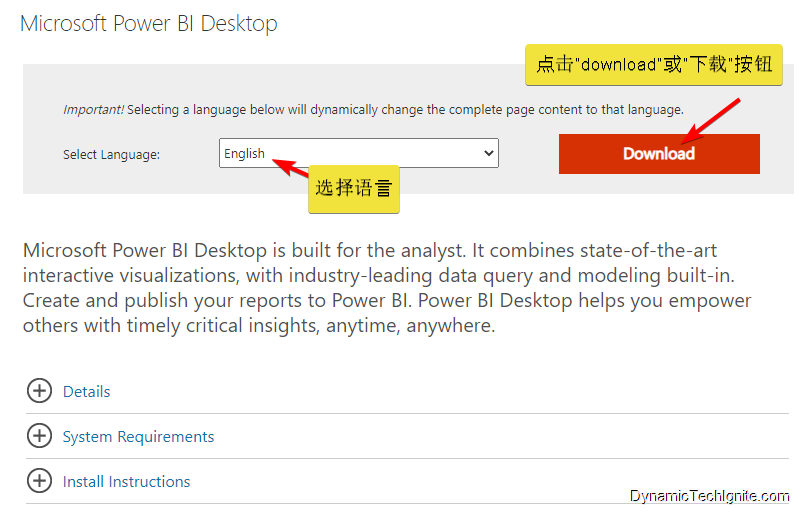 Microsoft Power BI Desktop
点击"download"或"下载"按钮
Important! Selecting a language below will dynamically change the complete page content to that language.
Select Language:
English
Download
选择语言
Microsoft Power BI Desktop is built for the analyst. It combines state-of-the-art
interactive visualizations, with industry-leading data query and modeling built-in.
Create and publish your reports to Power BI. Power BI Desktop helps you empower
others with timely critical insights, anytime, anywhere.
Details
System Requirements
Install Instructions
DynamicTechIgnite.com